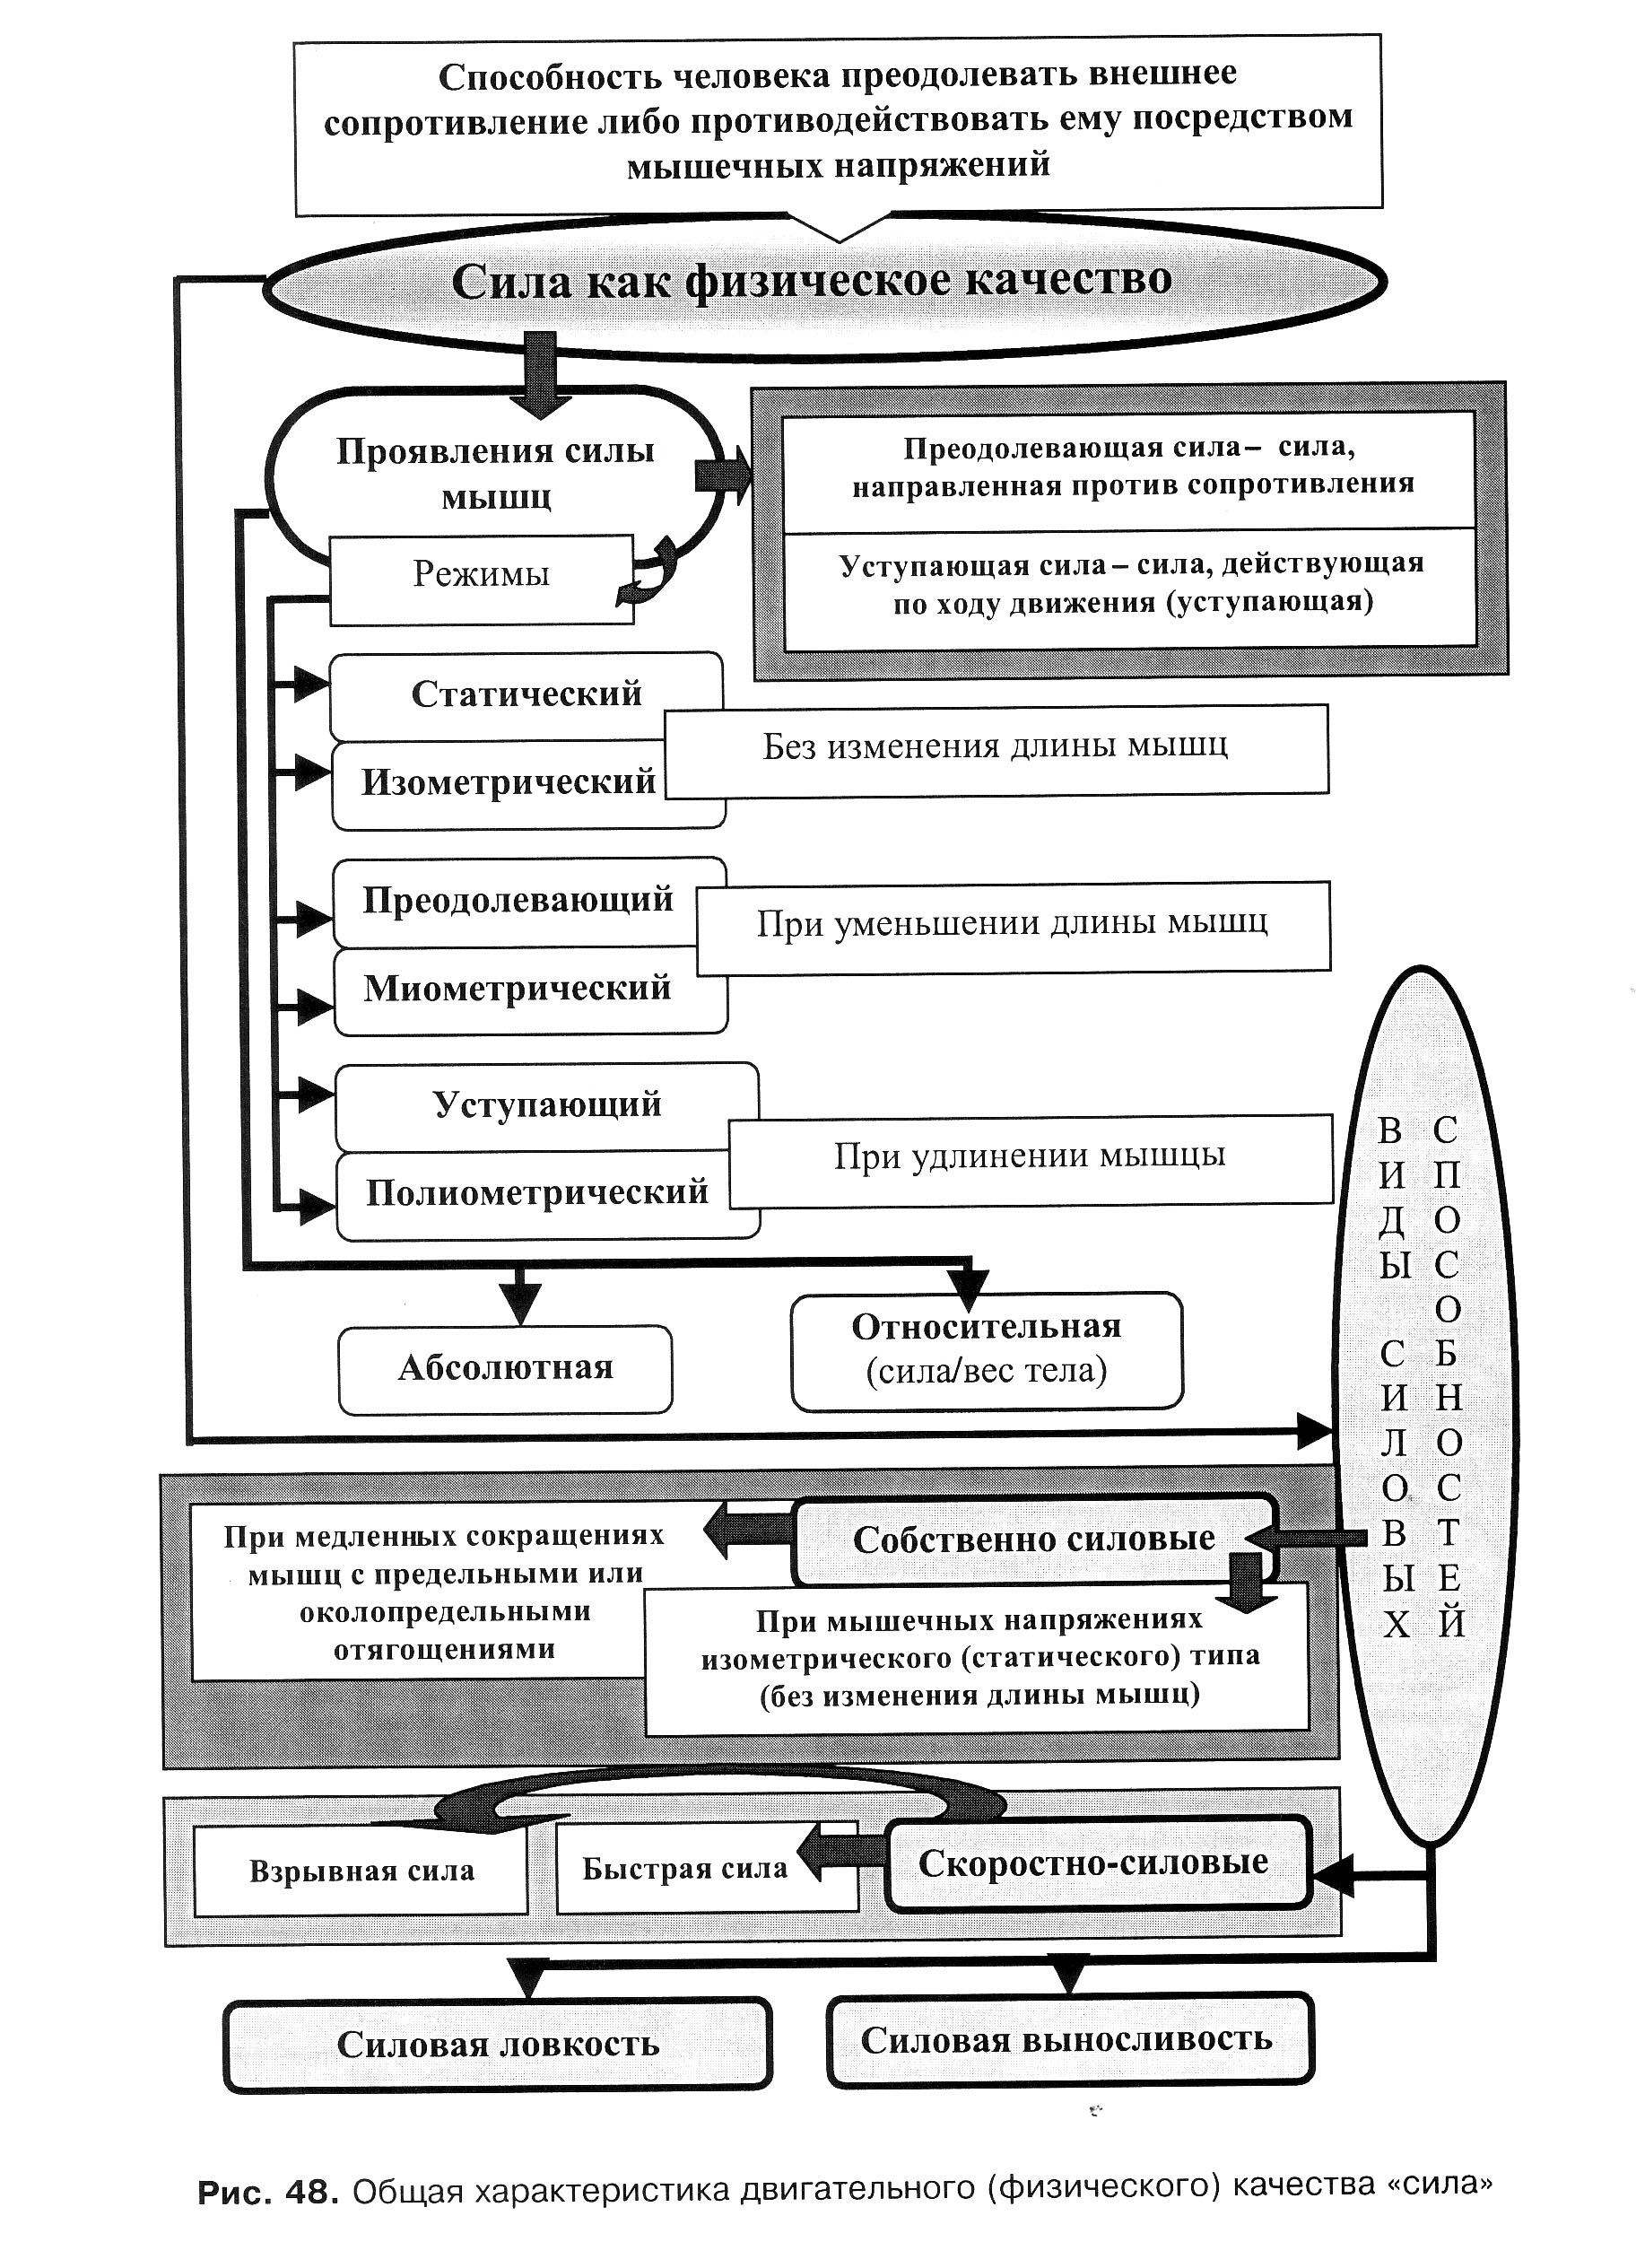 Способность человека преодолевать внешнее
сопротивление либо противодействовать ему посредством
мышечных напряжений
Сила как физическое качество
Проявления силы
мышц
Режимы
Преодолевающая сила– сила,
направленная против сопротивления
Уступающая сила – сила, действующая
по ходу движения (уступающая)
Статический
Изометрический
Без изменения длины мышц
Преодолевающий
Миометрический
При уменьшении длины мышц
Уступающий
Полиометрический
При удлинении мышцы
Абсолютная
Относительная
(сила/вес тела)
ВИДЫ СИЛОВЫХ
СПОСОБНОСТЕЙ
Собственно силовые
При медленных сокращениях
мышц с предельными или
околопредельными
отягощениями
При мышечных напряжениях
изометрического (статического) типа
(без изменения длины мышц)
Взрывная сила
Быстрая сила
Скоростно-силовые
Силовая ловкость
Силовая выносливость
Рис. 48. Общая характеристика двигательного (физического) качества «сила»